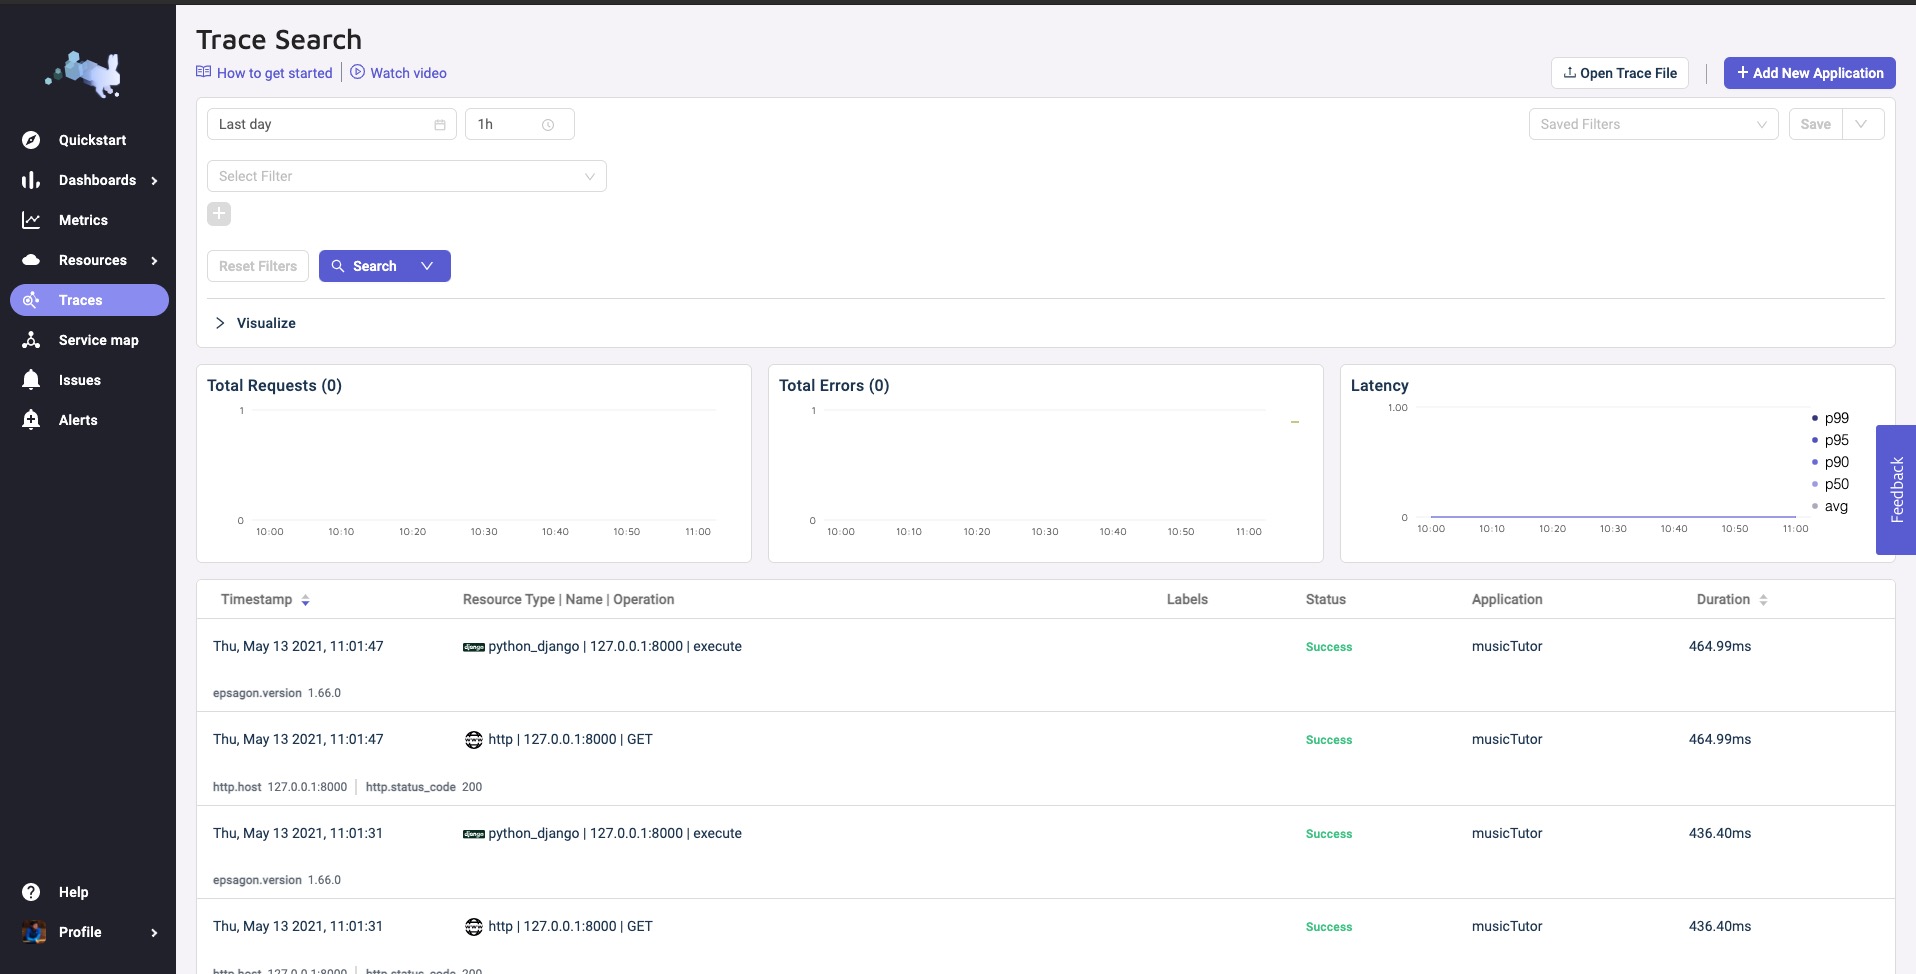 Trace Search
How to get started
Watch video
Open Trace File
Add New Application
Quickstart
Dashboards
Metrics
Resources
Traces
Service map
Issues
Alerts
Help
Profile
Last day
1h
Saved Filters
Save
Select Filter
Reset Filters
Search
Visualize
Total Requests (0)
1
0
10:00 10:10 10:20 10:30 10:40 10:50 11:00
Total Errors (0)
1
0
10:00 10:10 10:20 10:30 10:40 10:50 11:00
Latency
1.00
0
10:00 10:10 10:20 10:30 10:40 10:50 11:00
p99
p95
p90
p50
avg
Feedback
Timestamp Resource Type | Name | Operation Labels Status Application Duration
Thu, May 13 2021, 11:01:47 django python_django | 127.0.0.1:8000 | execute Success musicTutor 464.99ms
epsagon.version 1.66.0
Thu, May 13 2021, 11:01:47 http | 127.0.0.1:8000 | GET Success musicTutor 464.99ms
http.host 127.0.0.1:8000 http.status_code 200
Thu, May 13 2021, 11:01:31 django python_django | 127.0.0.1:8000 | execute Success musicTutor 436.40ms
epsagon.version 1.66.0
Thu, May 13 2021, 11:01:31 http | 127.0.0.1:8000 | GET Success musicTutor 436.40ms
http.host 127.0.0.1:8000 http.status_code 200